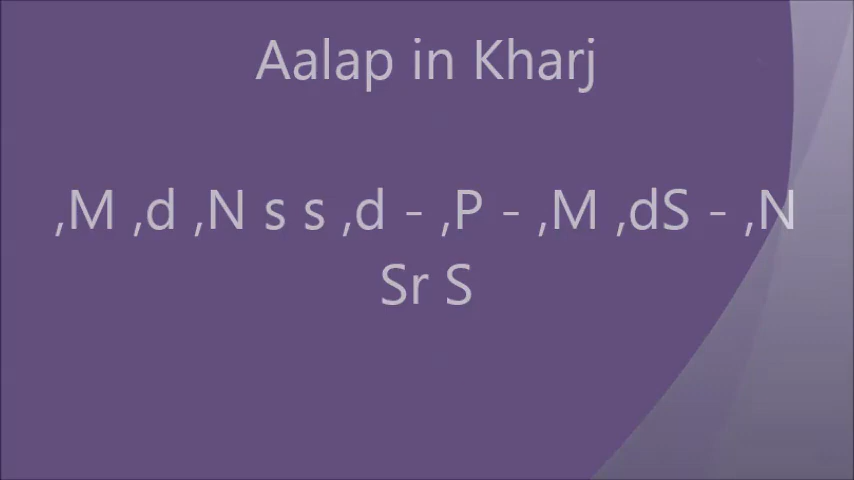 Aalap in Kharj
,M ,d ,N s s ,d - ,P - ,M ,dS - ,N
Sr S